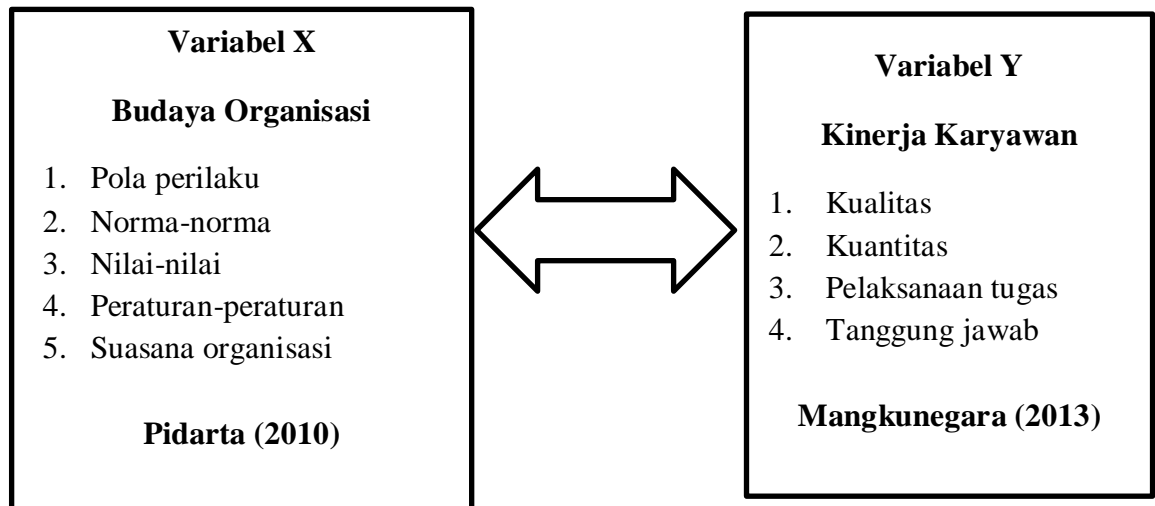 Variabel X
Budaya Organisasi
1. Pola perilaku
2. Norma-norma
3. Nilai-nilai
4. Peraturan-peraturan
5. Suasana organisasi
Pidarta (2010)
Variabel Y
Kinerja Karyawan
1. Kualitas
2. Kuantitas
3. Pelaksanaan tugas
4. Tanggung jawab
Mangkunegara (2013)